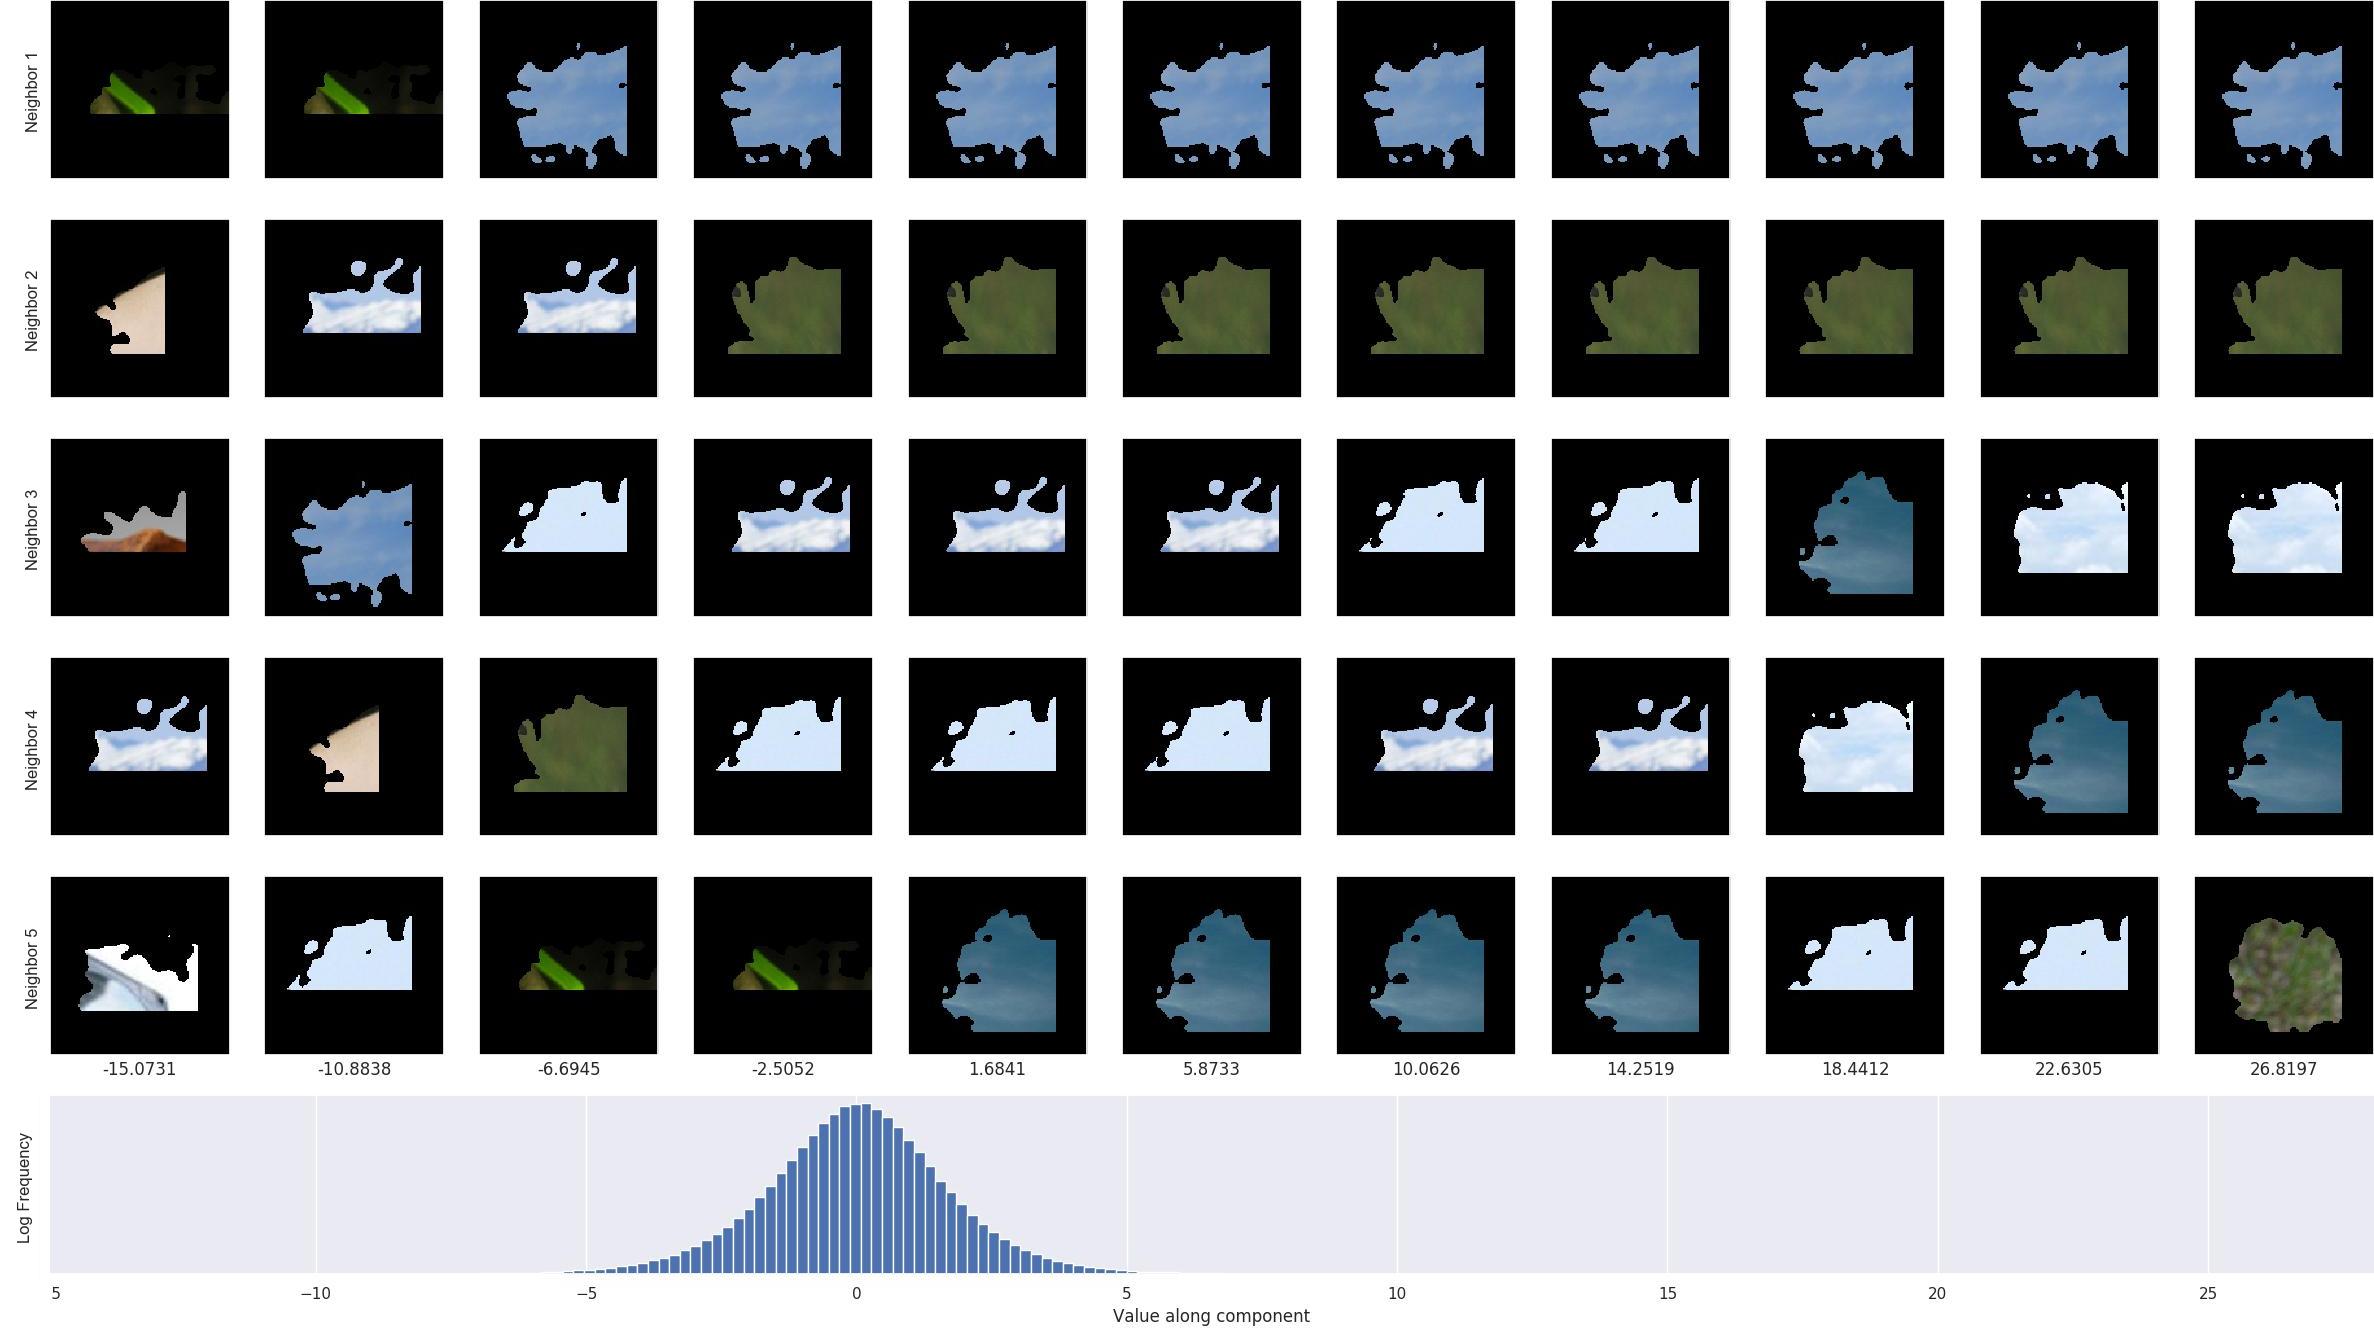 Neighbor 1
Neighbor 2
Neighbor 3
Neighbor 4
Neighbor 5
-15.0731 -10.8838 -6.6945 -2.5052 1.6841 5.8733 10.0626 14.2519 18.4412 22.6305 26.8197
Log Frequency
5 −10 −5 0 5 10 15 20 25
Value along component